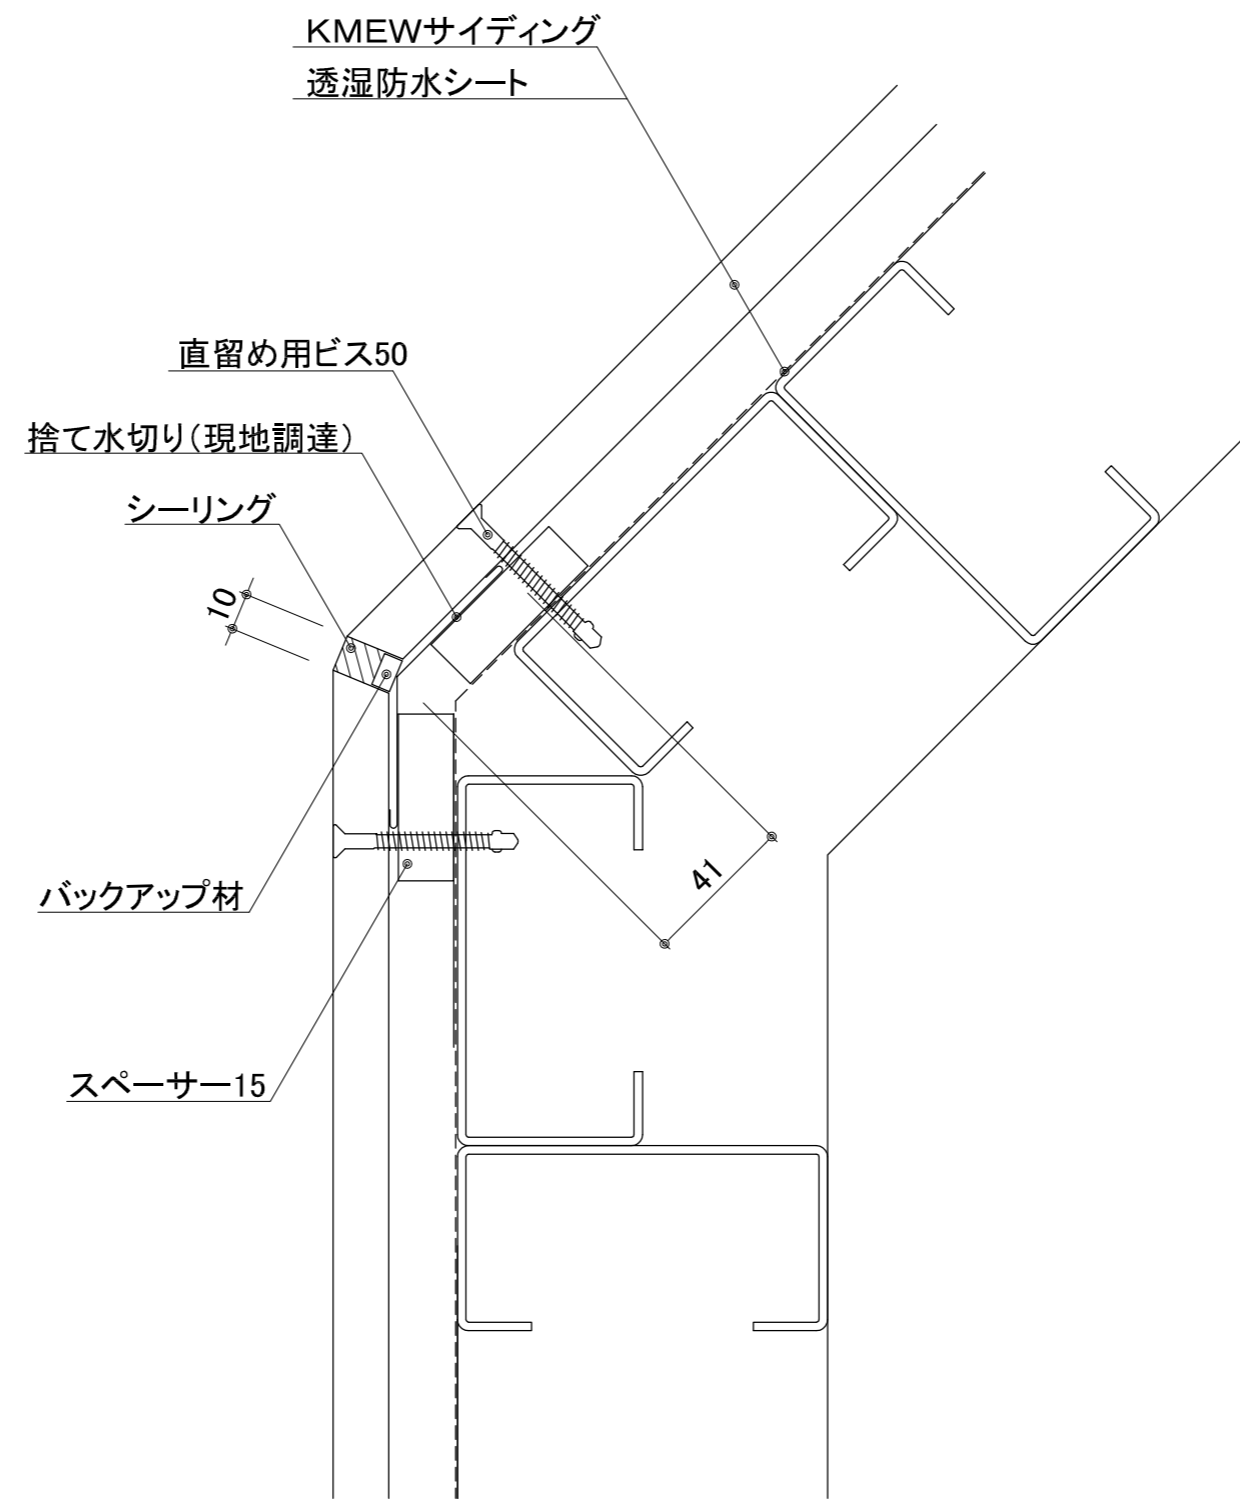 KMEWサイディング
透湿防水シート
直留め用ビス50
捨て水切り(現地調達)
シーリング
10
41
バックアップ材
スペーサー15